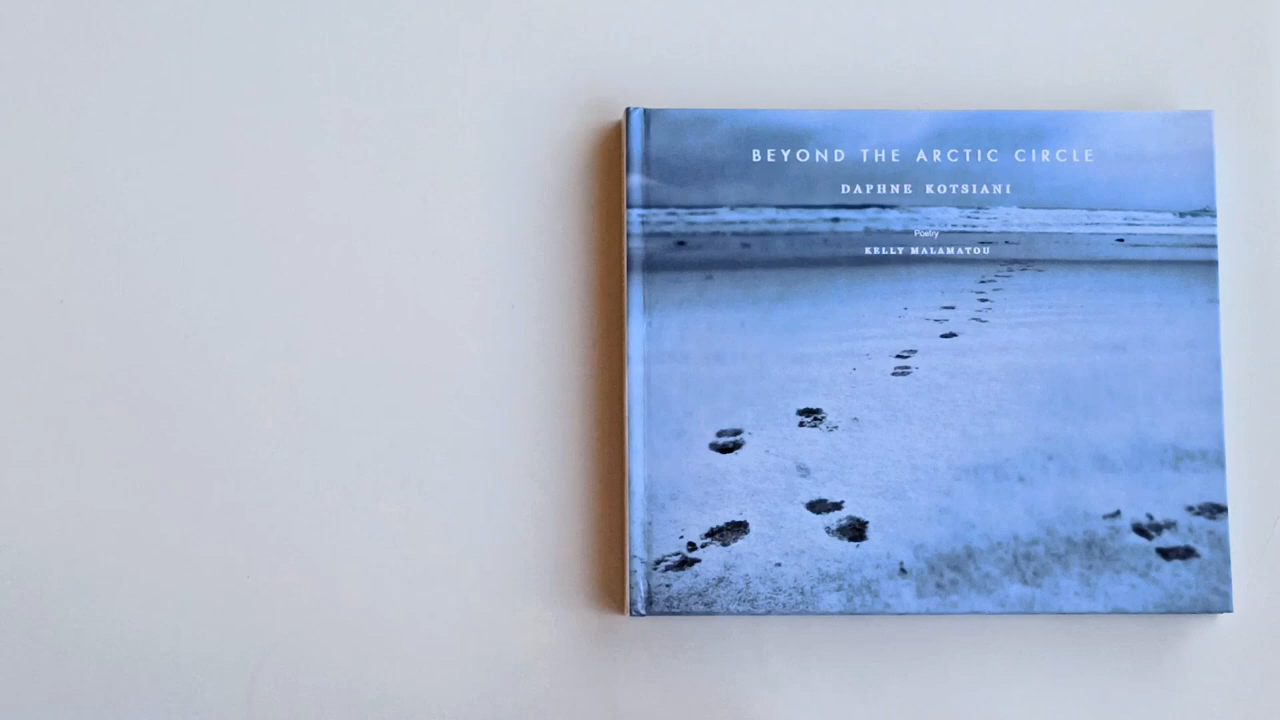 BEYOND THE ARCTIC CIRCLE
DAPHNE KOTSIANI
Poetry
KELLY MALAMATOU